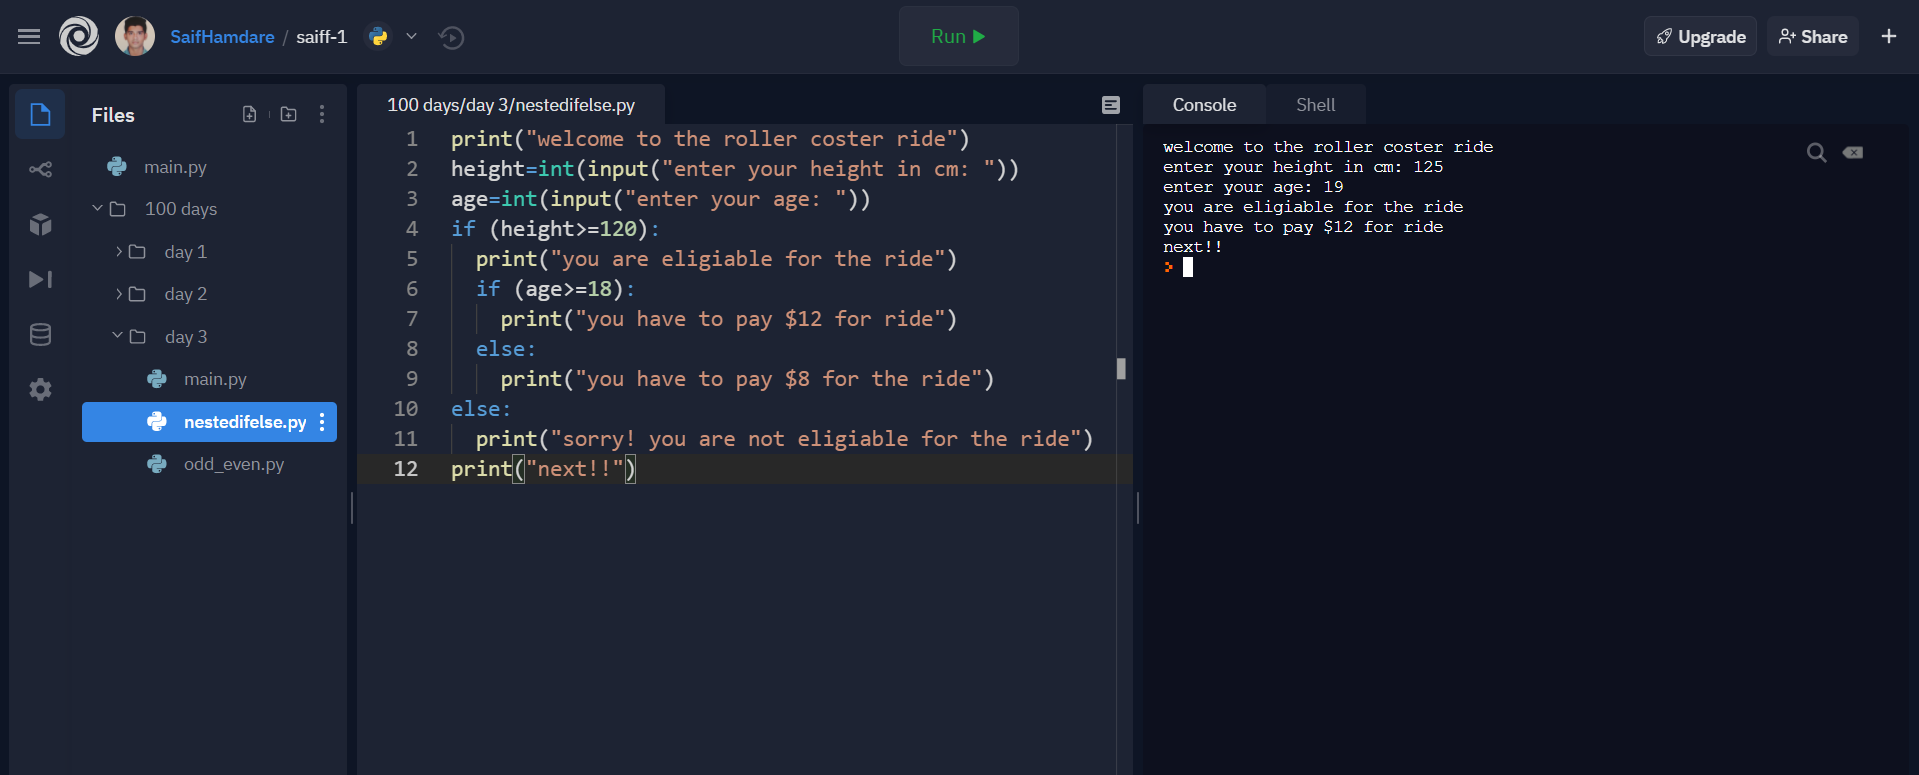 SaifHamdare / saiff-1
Run
Upgrade
Share
Files
main.py
100 days
day 1
day 2
day 3
main.py
nestedifelse.py
odd_even.py
100 days/day 3/nestedifelse.py
1 print("welcome to the roller coster ride")
2 height=int(input("enter your height in cm: "))
3 age=int(input("enter your age: "))
4 if (height>=120):
5 print("you are eligiable for the ride")
6 if (age>=18):
7 print("you have to pay $12 for ride")
8 else:
9 print("you have to pay $8 for the ride")
10 else:
11 print("sorry! you are not eligiable for the ride")
12 print("next!!")
Console
Shell
welcome to the roller coster ride
enter your height in cm: 125
enter your age: 19
you are eligiable for the ride
you have to pay $12 for ride
next!!
>